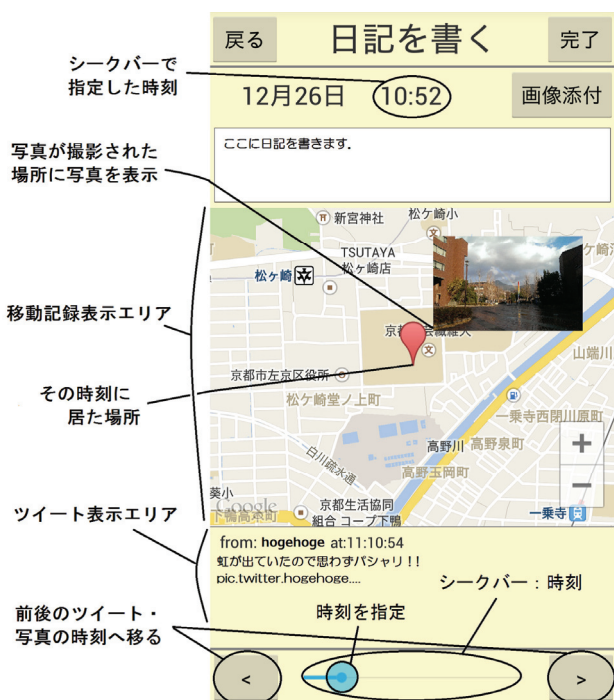 戻る
日記を書く
完了
シークバーで
指定した時刻
12月26日
10:52
画像添付
ここに日記を書きます.
写真が撮影された
場所に写真を表示
新宮神社
松ケ崎小
文
TSUTAYA
松ヶ崎店
松ヶ崎
移動記録表示エリア
文
山端川
京都市左京区役所
その時刻に
居た場所
松ケ崎堂ノ上町
一乗寺西閉川原町
白川疏水通
高野川
高野泉町
高野玉岡町
+
−
葵小
Google
下鴨高木町
京都生活協同
組合 コープ下鴨
一乗寺
ツイート表示エリア
from: hogehoge at:11:10:54
虹が出ていたので思わずパシャリ!!
pic.twitter.hogehoge....
シークバー:時刻
前後のツイート・
写真の時刻へ移る
時刻を指定
<
>